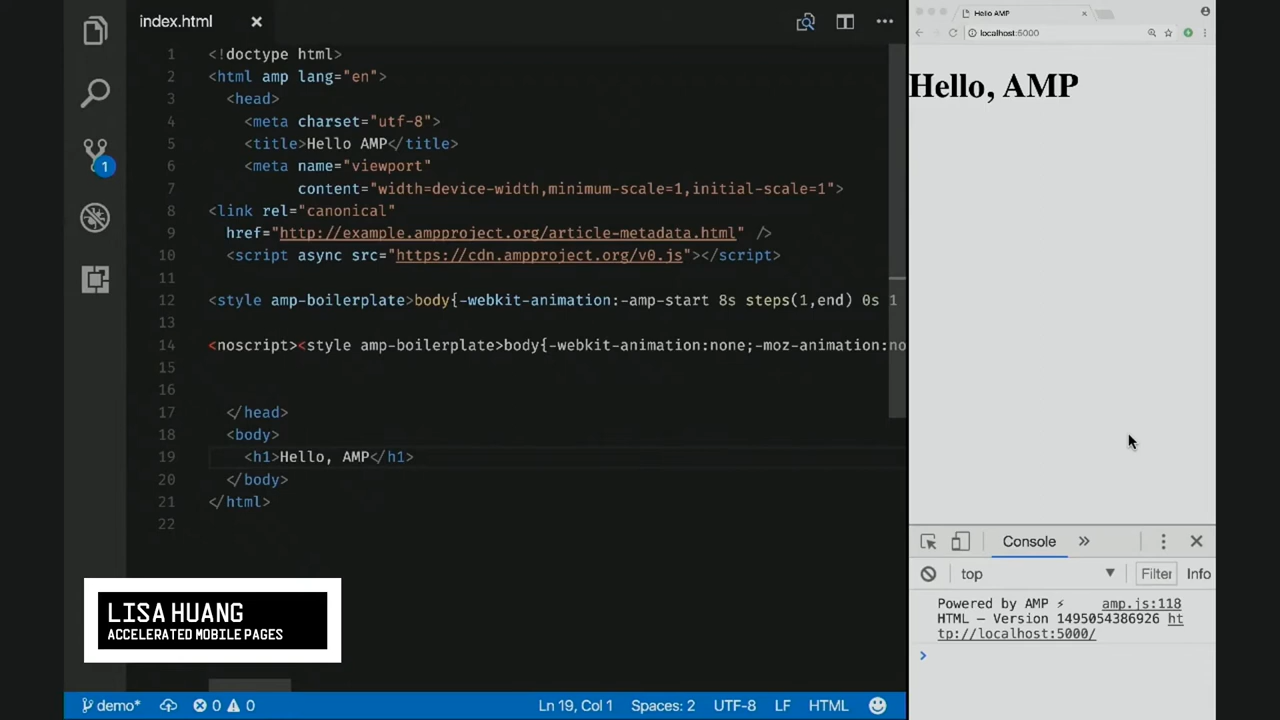 index.html
1 <!doctype html>
2 <html amp lang="en">
3 <head>
4 <meta charset="utf-8">
5 <title>Hello AMP</title>
6 <meta name="viewport"
7 content="width=device-width,minimum-scale=1,initial-scale=1">
8 <link rel="canonical"
9 href="http://example.ampproject.org/article-metadata.html" />
10 <script async src="https://cdn.ampproject.org/v0.js"></script>
11
12 <style amp-boilerplate>body{-webkit-animation:-amp-start 8s steps(1,end) 0s 1
13
14 <noscript><style amp-boilerplate>body{-webkit-animation:none;-moz-animation:no
15
16
17 </head>
18 <body>
19 <h1>Hello, AMP</h1>
20 </body>
21 </html>
22
1
LISA HUANG
ACCELERATED MOBILE PAGES
demo* 0 0 Ln 19, Col 1 Spaces: 2 UTF-8 LF HTML
Hello AMP
localhost:5000
Hello, AMP
Console
top Filter Info
Powered by AMP ⚡ amp.js:118
HTML – Version 1495054386926 ht
tp://localhost:5000/